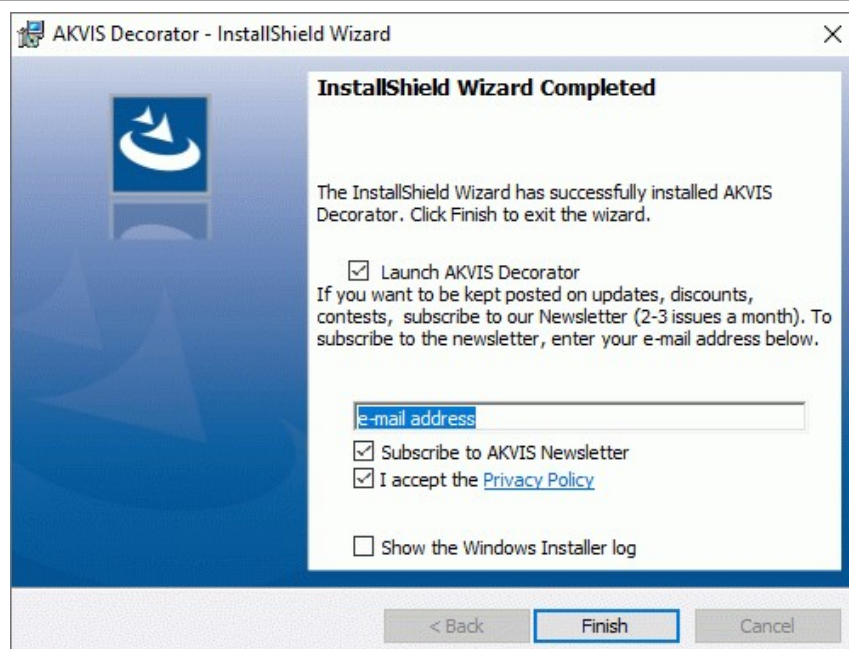 AKVIS Decorator - InstallShield Wizard
InstallShield Wizard Completed
The InstallShield Wizard has successfully installed AKVIS
Decorator. Click Finish to exit the wizard.
Launch AKVIS Decorator
If you want to be kept posted on updates, discounts,
contests,  subscribe to our Newsletter (2-3 issues a month). To
subscribe to the newsletter, enter your e-mail address below.
e-mail address
Subscribe to AKVIS Newsletter
I accept the Privacy Policy
Show the Windows Installer log
< Back Finish Cancel